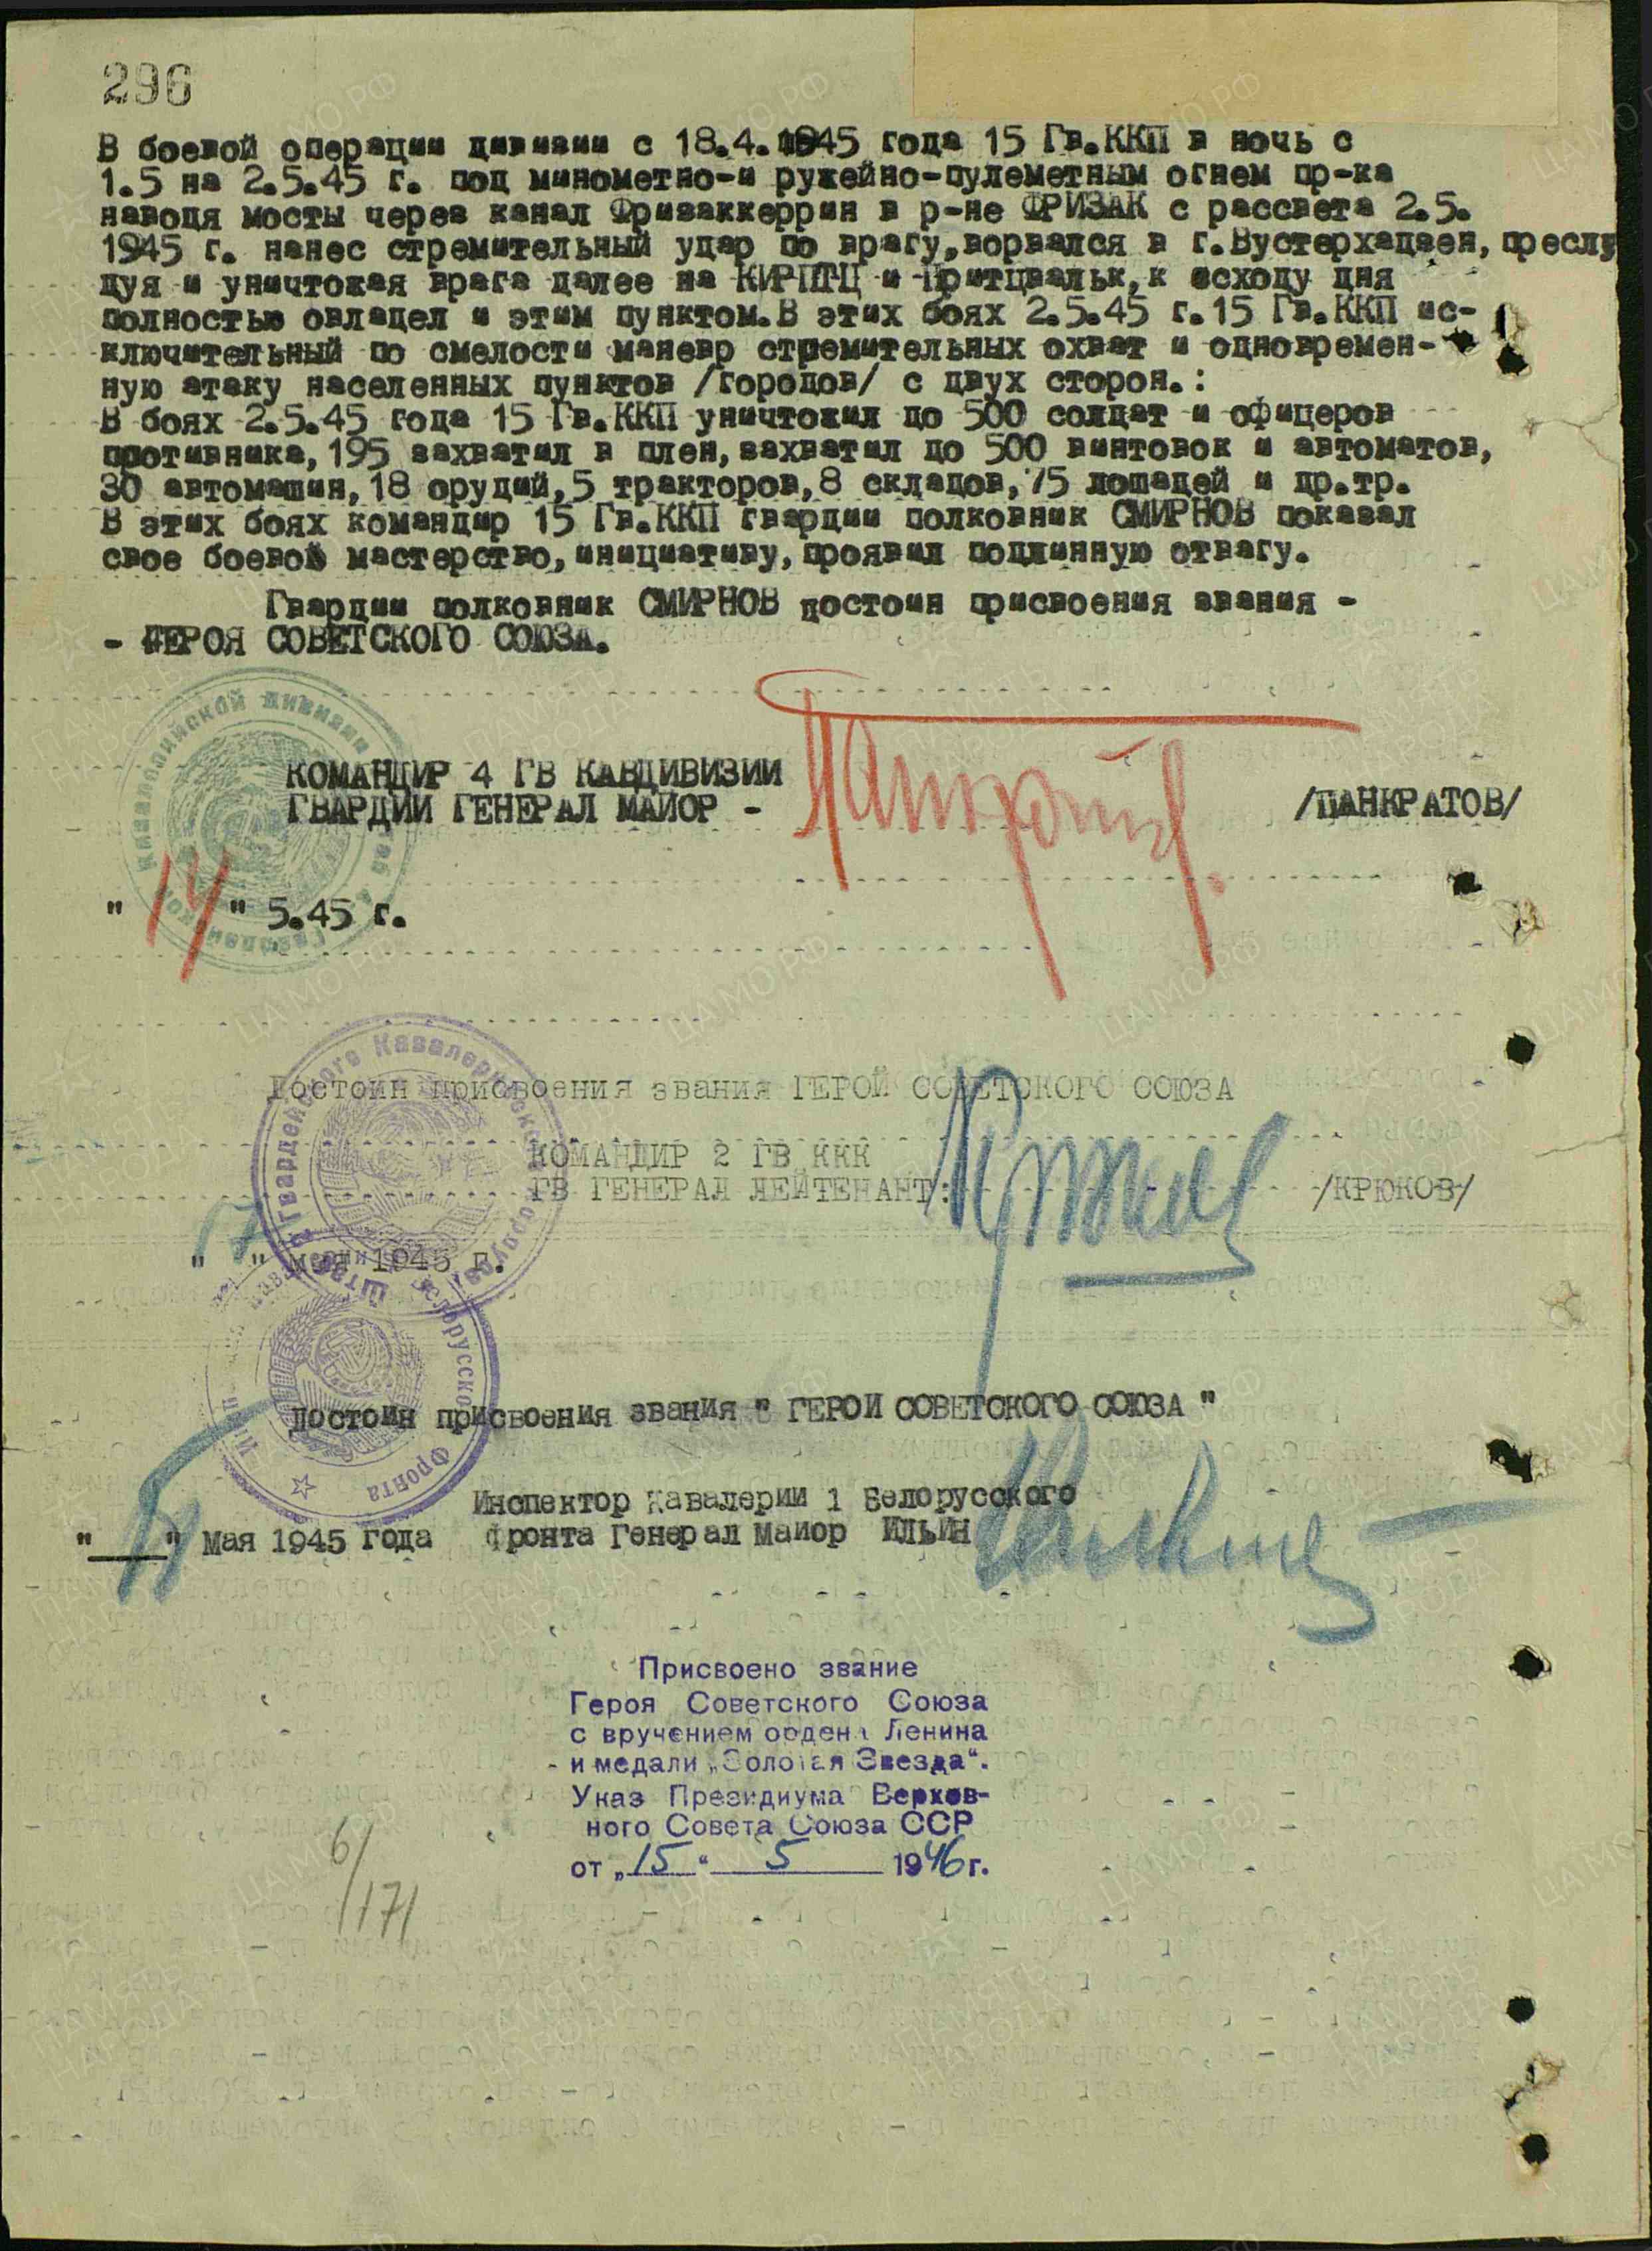 296
В боевой операции дивизии с 18.4.1945 года 15 Гв.ККП в ночь с
1.5 на 2.5.45 г. под минометно-и ружейно-пулеметным огнем пр-ка
наводя мосты через канал Фризаккеррин в р-не ФРИЗАК с рассвета 2.5.
1945 г. нанес стремительный удар по врагу,ворвался в г.Вустерхаузен, преслу
дуя и уничтожая врага далее на КИРИТЦ и Притцвальк,к исходу дня
полностью овладел и этим пунктом.В этих боях 2.5.45 г.15 Гв.ККП ис-
ключительный по смелости маневр стремительных охват и одновремен-
ную атаку населенных пунктов /городов/ с двух сторон.:
В боях 2.5.45 года 15 Гв.ККП уничтожил до 500 солдат и офицеров
противника,195 захватил в плен,захватил до 500 винтовок и автоматов,
30 автомашин,18 орудий,5 тракторов,8 складов,75 лошадей и др.тр.
В этих боях командир 15 Гв.ККП гвардии полковник СМИРНОВ показал
свое боевое мастерство,инициативу,проявил подлинную отвагу.
Гвардии полковник СМИРНОВ достоин присвоения звания -
- ГЕРОЯ СОВЕТСКОГО СОЮЗА.
КОМАНДИР 4 ГВ КАВДИВИЗИИ
ГВАРДИИ ГЕНЕРАЛ МАЙОР - /ПАНКРАТОВ/
" 14 " 5.45 г.
Достоин присвоения звания ГЕРОЙ СОВЕТСКОГО СОЮЗА
КОМАНДИР 2 ГВ ККК
ГВ ГЕНЕРАЛ ЛЕЙТЕНАНТ: /КРЮКОВ/
" 17 " мая 1945 г.
достоин присвоения звания " ГЕРОЙ СОВЕТСКОГО СОЮЗА "
Инспектор Кавалерии 1 Белорусского
" " Мая 1945 года фронта Генерал Майор ИЛЬИН
Присвоено звание
Героя Советского Союза
с вручением ордена Ленина
и медали „Золотая Звезда“.
Указ Президиума Верхов-
ного Совета Союза ССР
от „15“ 5 1946 г.
6/171